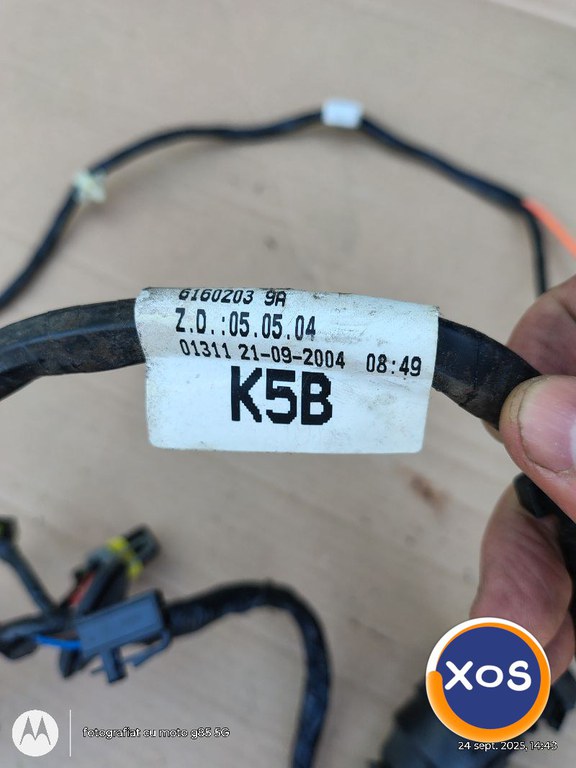 6160203 9A
Z.D.:05.05.04
01311 21-09-2004 08:49
K5B
XOS
fotografiat cu moto g85 5G
24 sept. 2025, 14:43